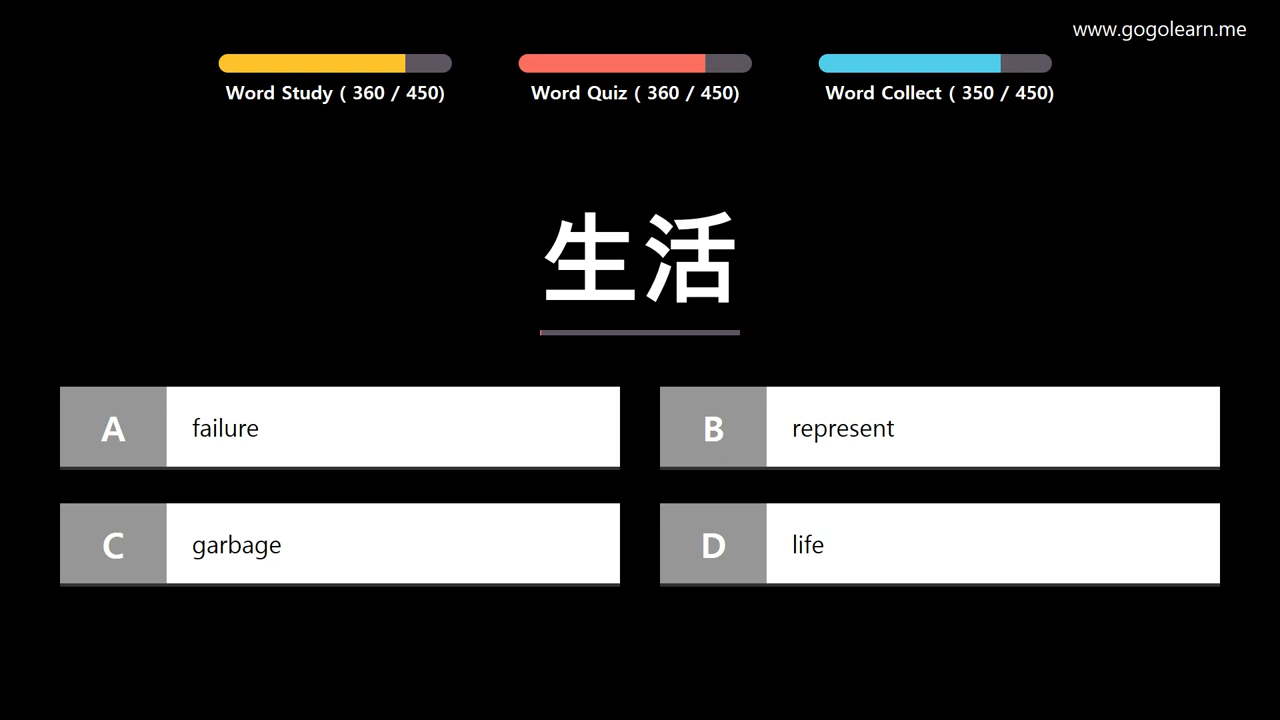 www.gogolearn.me
Word Study ( 360 / 450)
Word Quiz ( 360 / 450)
Word Collect ( 350 / 450)
生活
A failure
B represent
C garbage
D life